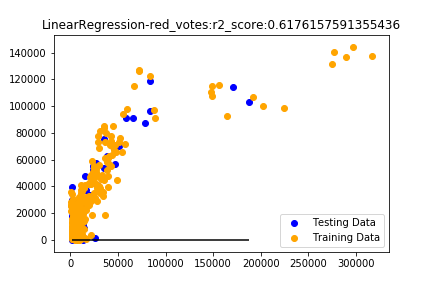 LinearRegression-red_votes:r2_score:0.6176157591355436
140000
120000
100000
80000
60000
40000
20000
0
Testing Data
Training Data
0 50000 100000 150000 200000 250000 300000